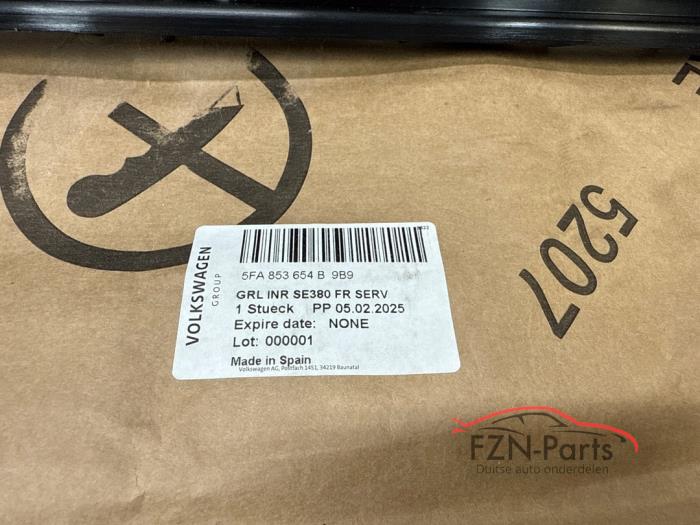 5207
VOLKSWAGEN
GROUP
5FA 853 654 B 9B9
GRL INR SE380 FR SERV
1 Stueck PP 05.02.2025
Expire date: NONE
Lot: 000001
Made in Spain
Volkswagen AG, Postfach 1451, 34219 Baunatal
FZN-Parts
Duitse auto onderdelen